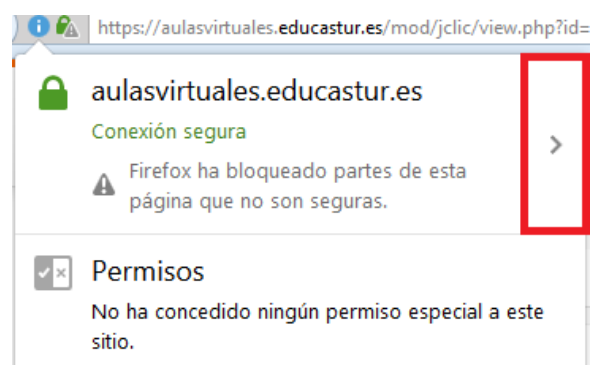 https://aulasvirtuales.educastur.es/mod/jclic/view.php?id=
aulasvirtuales.educastur.es
Conexión segura
Firefox ha bloqueado partes de esta
página que no son seguras.
Permisos
No ha concedido ningún permiso especial a este
sitio.